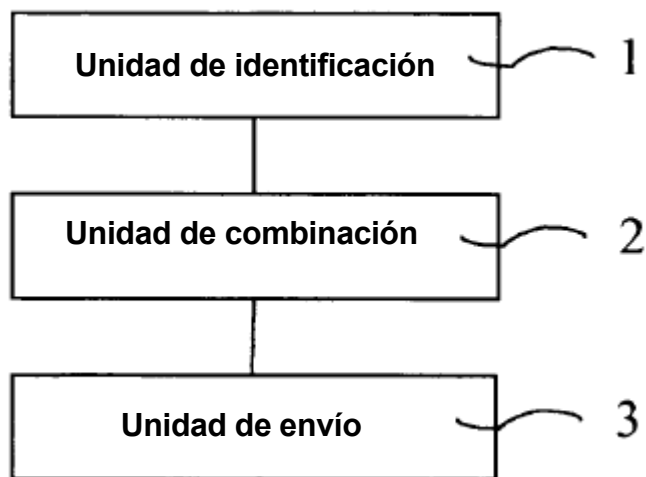 Unidad de identificación 1
Unidad de combinación 2
Unidad de envío 3